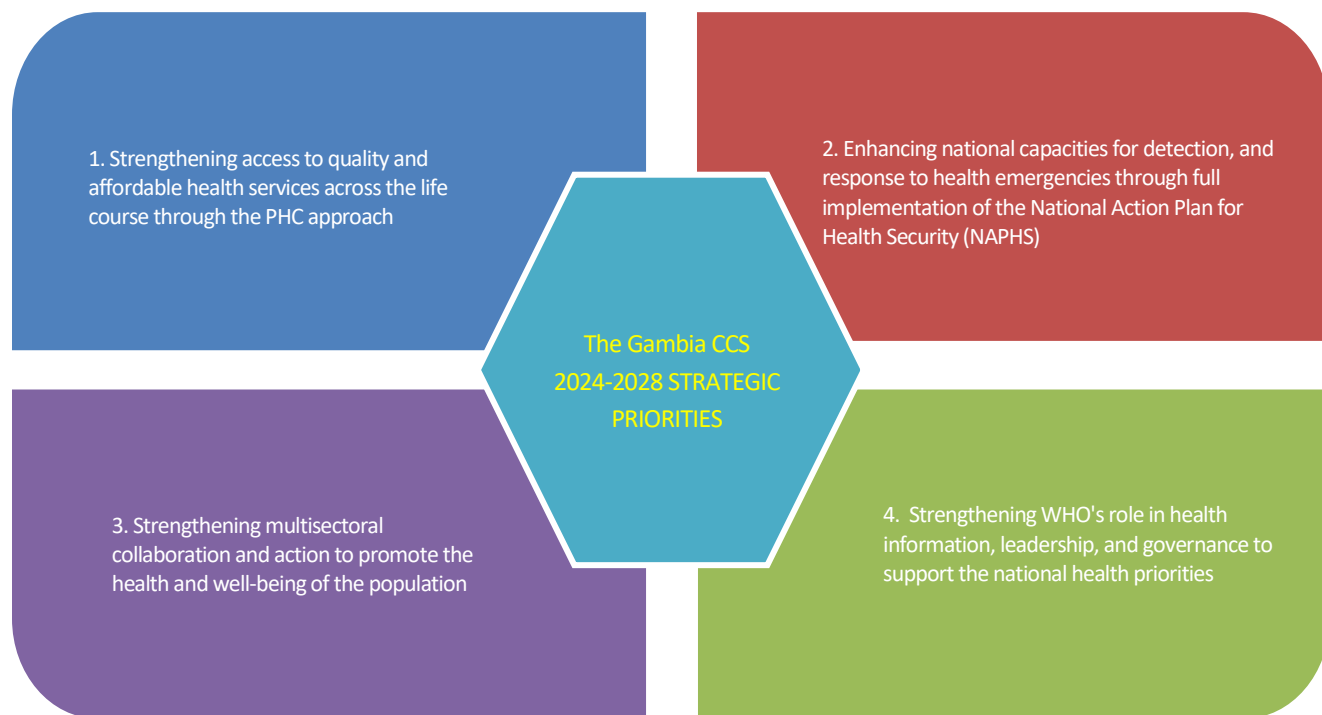 1. Strengthening access to quality and
affordable health services across the life
course through the PHC approach
2. Enhancing national capacities for detection, and
response to health emergencies through full
implementation of the National Action Plan for
Health Security (NAPHS)
The Gambia CCS
2024-2028 STRATEGIC
PRIORITIES
3. Strengthening multisectoral
collaboration and action to promote the
health and well-being of the population
4. Strengthening WHO's role in health
information, leadership, and governance to
support the national health priorities